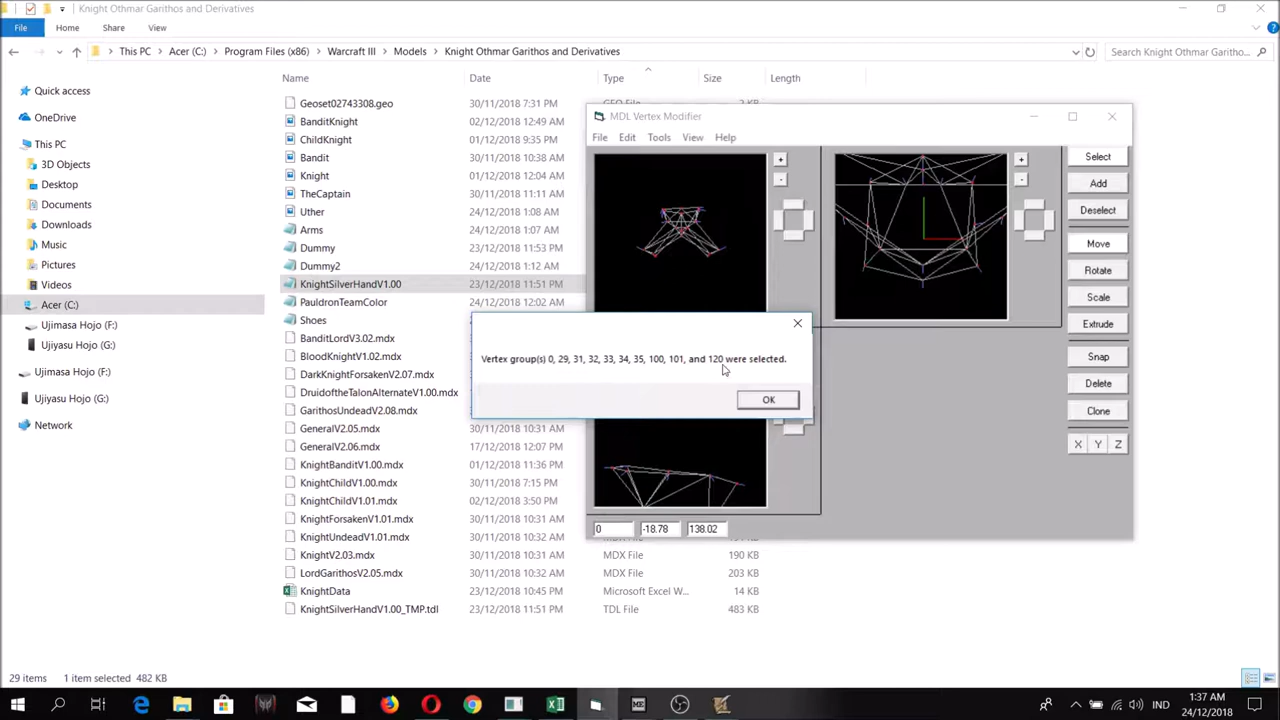 Knight Othmar Garithos and Derivatives
File Home Share View
This PC Acer (C:) Program Files (x86) Warcraft III Models Knight Othmar Garithos and Derivatives Search Knight Othmar Garitho...
Name Date Type Size Length
Quick access
OneDrive
This PC
3D Objects
Desktop
Documents
Downloads
Music
Pictures
Videos
Acer (C:)
Ujimasa Hojo (F:)
Ujiyasu Hojo (G:)
Ujimasa Hojo (F:)
Ujiyasu Hojo (G:)
Network
Geoset02743308.geo 30/11/2018 7:31 PM
BanditKnight 02/12/2018 12:49 AM
ChildKnight 01/12/2018 9:35 PM
Bandit 30/11/2018 10:38 AM
Knight 01/12/2018 12:04 AM
TheCaptain 30/11/2018 11:11 AM
Uther 24/12/2018 1:08 AM
Arms 24/12/2018 1:07 AM
Dummy 23/12/2018 11:53 PM
Dummy2 24/12/2018 1:12 AM
KnightSilverHandV1.00 23/12/2018 11:51 PM
PauldronTeamColor 24/12/2018 12:02 AM
Shoes
BanditLordV3.02.mdx
BloodKnightV1.02.mdx
DarkKnightForsakenV2.07.mdx
DruidoftheTalonAlternateV1.00.mdx
GarithosUndeadV2.08.mdx
GeneralV2.05.mdx 30/11/2018 10:31 AM
GeneralV2.06.mdx 17/12/2018 12:07 PM
KnightBanditV1.00.mdx 01/12/2018 11:36 PM
KnightChildV1.00.mdx 30/11/2018 7:15 PM
KnightChildV1.01.mdx 02/12/2018 3:50 PM
KnightForsakenV1.01.mdx 30/11/2018 10:31 AM
KnightUndeadV1.01.mdx 30/11/2018 10:31 AM
KnightV2.03.mdx 30/11/2018 10:31 AM MDX File 190 KB
LordGarithosV2.05.mdx 30/11/2018 10:32 AM MDX File 203 KB
KnightData 23/12/2018 10:45 PM Microsoft Excel W... 14 KB
KnightSilverHandV1.00_TMP.tdl 23/12/2018 11:51 PM TDL File 483 KB
MDL Vertex Modifier
File Edit Tools View Help
+
-
+
-
Select
Add
Deselect
Move
Rotate
Scale
Extrude
Snap
Delete
Clone
X Y Z
0 -18.78 138.02
Vertex group(s) 0, 29, 31, 32, 33, 34, 35, 100, 101, and 120 were selected.
OK
29 items 1 item selected 482 KB
ME
IND
1:37 AM
24/12/2018